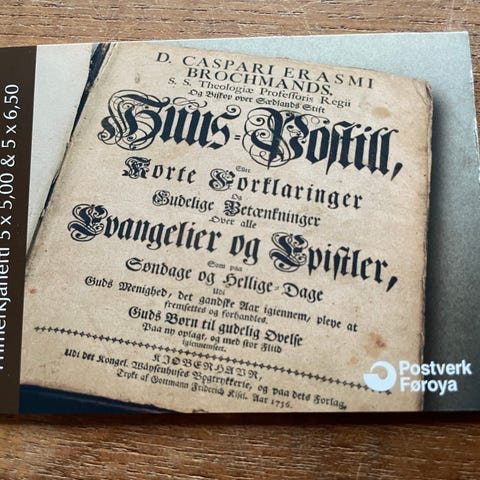 D. CASPARI ERASMI
BROCHMANDS.
S. S. Theologiæ Professoris Regii
Og Biskop over Siælands Stift
Huus-Postill,
Eller
Korte Forklaringer
Og
Gudelige Betænkninger
Over alle
Evangelier og Epistler,
Som paa
Søndage og Hellige-Dage
Udi
Guds Menighed, det gandske Aar igiennem, pleye at
fremsettes og forhandles.
Guds Børn til gudelig Øvelse
Paa ny oplagt, og med stor Fliid
igiennemseet.
KIØBENHAVN,
Udi det Kongel. Wäysenhuses Bogtrykkerie, og paa dets Forlag,
Trykt af Gottmann Friderich Kisel. Aar 1756.
Postverk
Føroya
Frímerkjahefti 5 x 5,00 & 5 x 6,50